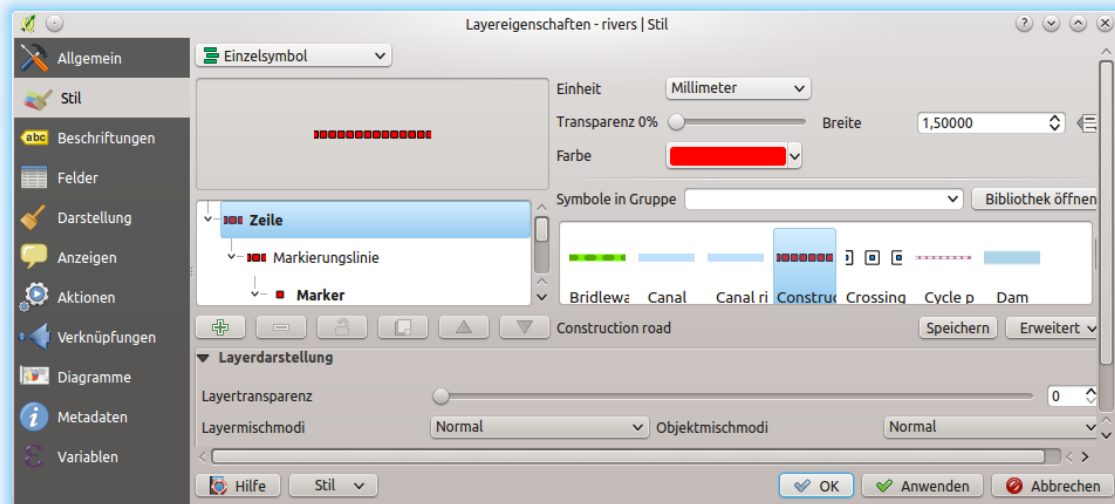 Layereigenschaften - rivers | Stil
Allgemein
Stil
abc Beschriftungen
Felder
Darstellung
Anzeigen
Aktionen
Verknüpfungen
Diagramme
Metadaten
Variablen
Einzelsymbol
Einheit Millimeter
Transparenz 0% Breite 1,50000
Farbe
Zeile
Markierungslinie
Marker
Symbole in Gruppe Bibliothek öffnen
Bridlewa Canal Canal ri Construc Crossing Cycle p Dam
Construction road Speichern Erweitert
Layerdarstellung
Layertransparenz 0
Layermischmodi Normal Objektmischmodi Normal
Hilfe Stil OK Anwenden Abbrechen